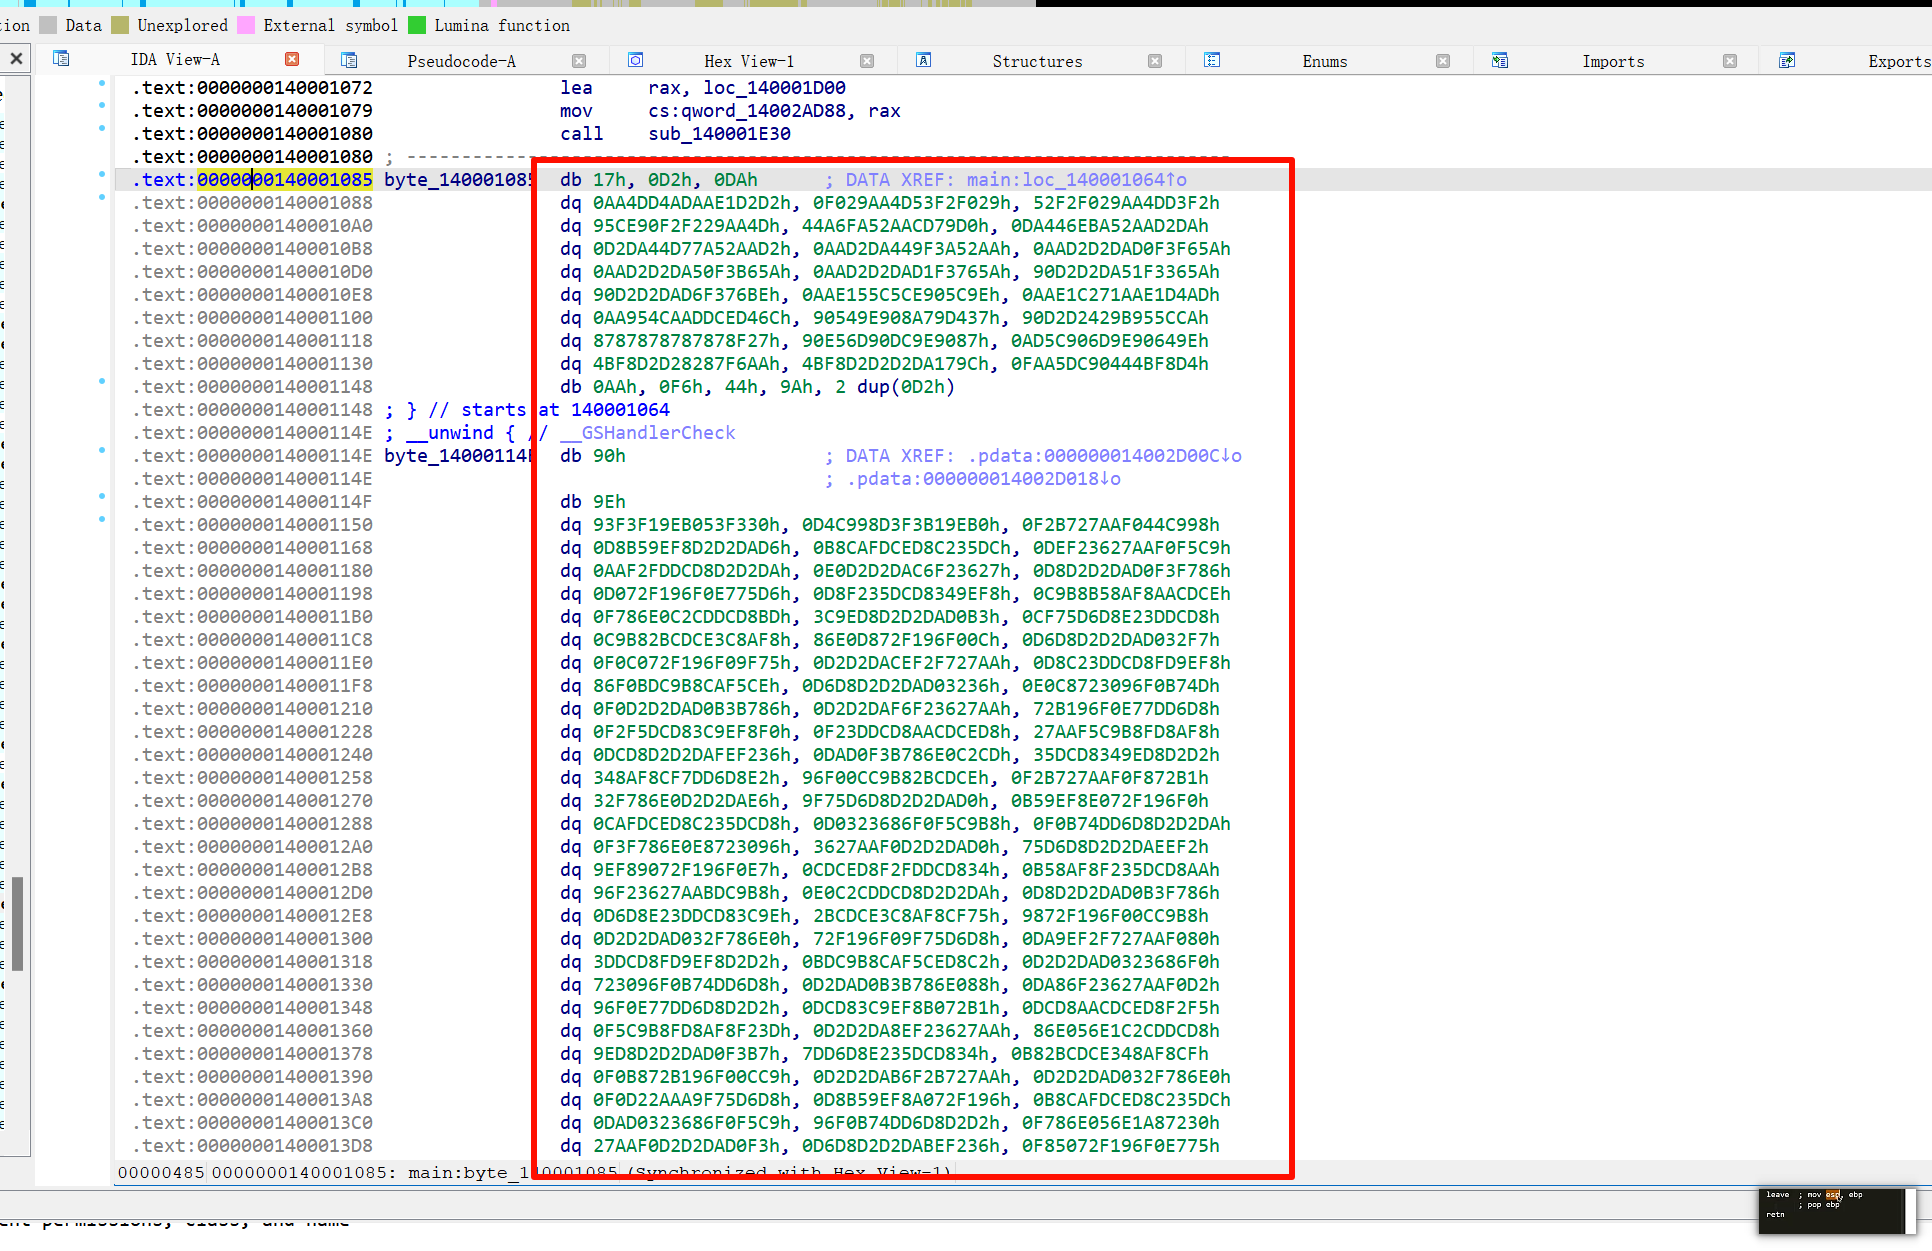 tion Data Unexplored External symbol Lumina function
IDA View-A Pseudocode-A Hex View-1 Structures Enums Imports Exports
.text:0000000140001072 lea rax, loc_140001D00
.text:0000000140001079 mov cs:qword_14002AD88, rax
.text:0000000140001080 call sub_140001E30
.text:0000000140001080 ; ---------------------------------------------------------------------------
.text:0000000140001085 byte_140001085 db 17h, 0D2h, 0DAh ; DATA XREF: main:loc_140001064↑o
.text:0000000140001088 dq 0AA4DD4ADAAE1D2D2h, 0F029AA4D53F2F029h, 52F2F029AA4DD3F2h
.text:00000001400010A0 dq 95CE90F2F229AA4Dh, 44A6FA52AACD79D0h, 0DA446EBA52AAD2DAh
.text:00000001400010B8 dq 0D2DA44D77A52AAD2h, 0AAD2DA449F3A52AAh, 0AAD2D2DAD0F3F65Ah
.text:00000001400010D0 dq 0AAD2D2DA50F3B65Ah, 0AAD2D2DAD1F3765Ah, 90D2D2DA51F3365Ah
.text:00000001400010E8 dq 90D2D2DAD6F376BEh, 0AAE155C5CE905C9Eh, 0AAE1C271AAE1D4ADh
.text:0000000140001100 dq 0AA954CAADDCED46Ch, 90549E908A79D437h, 90D2D2429B955CCAh
.text:0000000140001118 dq 8787878787878F27h, 90E56D90DC9E9087h, 0AD5C906D9E90649Eh
.text:0000000140001130 dq 4BF8D2D28287F6AAh, 4BF8D2D2D2DA179Ch, 0FAA5DC90444BF8D4h
.text:0000000140001148 db 0AAh, 0F6h, 44h, 9Ah, 2 dup(0D2h)
.text:0000000140001148 ; } // starts at 140001064
.text:000000014000114E ; __unwind { // __GSHandlerCheck
.text:000000014000114E byte_14000114E db 90h ; DATA XREF: .pdata:000000014002D00C↓o
.text:000000014000114E ; .pdata:000000014002D018↓o
.text:000000014000114F db 9Eh
.text:0000000140001150 dq 93F3F19EB053F330h, 0D4C998D3F3B19EB0h, 0F2B727AAF044C998h
.text:0000000140001168 dq 0D8B59EF8D2D2DAD6h, 0B8CAFDCED8C235DCh, 0DEF23627AAF0F5C9h
.text:0000000140001180 dq 0AAF2FDDCD8D2D2DAh, 0E0D2D2DAC6F23627h, 0D8D2D2DAD0F3F786h
.text:0000000140001198 dq 0D072F196F0E775D6h, 0D8F235DCD8349EF8h, 0C9B8B58AF8AACDCEh
.text:00000001400011B0 dq 0F786E0C2CDDCD8BDh, 3C9ED8D2D2DAD0B3h, 0CF75D6D8E23DDCD8h
.text:00000001400011C8 dq 0C9B82BCDCE3C8AF8h, 86E0D872F196F00Ch, 0D6D8D2D2DAD032F7h
.text:00000001400011E0 dq 0F0C072F196F09F75h, 0D2D2DACEF2F727AAh, 0D8C23DDCD8FD9EF8h
.text:00000001400011F8 dq 86F0BDC9B8CAF5CEh, 0D6D8D2D2DAD03236h, 0E0C8723096F0B74Dh
.text:0000000140001210 dq 0F0D2D2DAD0B3B786h, 0D2D2DAF6F23627AAh, 72B196F0E77DD6D8h
.text:0000000140001228 dq 0F2F5DCD83C9EF8F0h, 0F23DDCD8AACDCED8h, 27AAF5C9B8FD8AF8h
.text:0000000140001240 dq 0DCD8D2D2DAFEF236h, 0DAD0F3B786E0C2CDh, 35DCD8349ED8D2D2h
.text:0000000140001258 dq 348AF8CF7DD6D8E2h, 96F00CC9B82BCDCEh, 0F2B727AAF0F872B1h
.text:0000000140001270 dq 32F786E0D2D2DAE6h, 9F75D6D8D2D2DAD0h, 0B59EF8E072F196F0h
.text:0000000140001288 dq 0CAFDCED8C235DCD8h, 0D0323686F0F5C9B8h, 0F0B74DD6D8D2D2DAh
.text:00000001400012A0 dq 0F3F786E0E8723096h, 3627AAF0D2D2DAD0h, 75D6D8D2D2DAEEF2h
.text:00000001400012B8 dq 9EF89072F196F0E7h, 0CDCED8F2FDDCD834h, 0B58AF8F235DCD8AAh
.text:00000001400012D0 dq 96F23627AABDC9B8h, 0E0C2CDDCD8D2D2DAh, 0D8D2D2DAD0B3F786h
.text:00000001400012E8 dq 0D6D8E23DDCD83C9Eh, 2BCDCE3C8AF8CF75h, 9872F196F00CC9B8h
.text:0000000140001300 dq 0D2D2DAD032F786E0h, 72F196F09F75D6D8h, 0DA9EF2F727AAF080h
.text:0000000140001318 dq 3DDCD8FD9EF8D2D2h, 0BDC9B8CAF5CED8C2h, 0D2D2DAD0323686F0h
.text:0000000140001330 dq 723096F0B74DD6D8h, 0D2DAD0B3B786E088h, 0DA86F23627AAF0D2h
.text:0000000140001348 dq 96F0E77DD6D8D2D2h, 0DCD83C9EF8B072B1h, 0DCD8AACDCED8F2F5h
.text:0000000140001360 dq 0F5C9B8FD8AF8F23Dh, 0D2D2DA8EF23627AAh, 86E056E1C2CDDCD8h
.text:0000000140001378 dq 9ED8D2D2DAD0F3B7h, 7DD6D8E235DCD834h, 0B82BCDCE348AF8CFh
.text:0000000140001390 dq 0F0B872B196F00CC9h, 0D2D2DAB6F2B727AAh, 0D2D2DAD032F786E0h
.text:00000001400013A8 dq 0F0D22AAA9F75D6D8h, 0D8B59EF8A072F196h, 0B8CAFDCED8C235DCh
.text:00000001400013C0 dq 0DAD0323686F0F5C9h, 96F0B74DD6D8D2D2h, 0F786E056E1A87230h
.text:00000001400013D8 dq 27AAF0D2D2DAD0F3h, 0D6D8D2D2DABEF236h, 0F85072F196F0E775h
00000485 0000000140001085: main:byte_140001085 (Synchronized with Hex View-1)
leave ; mov esp, ebp
; pop ebp
retn